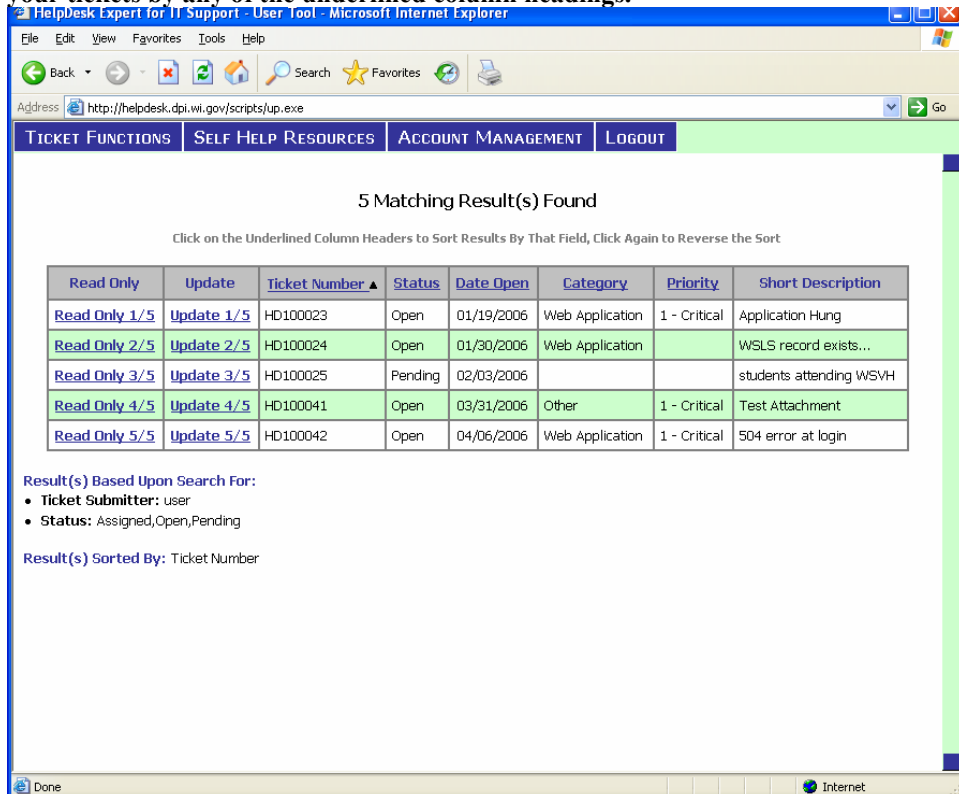 your tickets by any of the underlined column headings.
HelpDesk Expert for IT Support - User Tool - Microsoft Internet Explorer
File Edit View Favorites Tools Help
Back Search Favorites
Address http://helpdesk.dpi.wi.gov/scripts/up.exe Go
TICKET FUNCTIONS SELF HELP RESOURCES ACCOUNT MANAGEMENT LOGOUT
5 Matching Result(s) Found
Click on the Underlined Column Headers to Sort Results By That Field, Click Again to Reverse the Sort
Read Only Update Ticket Number ▲ Status Date Open Category Priority Short Description
Read Only 1/5 Update 1/5 HD100023 Open 01/19/2006 Web Application 1 - Critical Application Hung
Read Only 2/5 Update 2/5 HD100024 Open 01/30/2006 Web Application WSLS record exists...
Read Only 3/5 Update 3/5 HD100025 Pending 02/03/2006 students attending WSVH
Read Only 4/5 Update 4/5 HD100041 Open 03/31/2006 Other 1 - Critical Test Attachment
Read Only 5/5 Update 5/5 HD100042 Open 04/06/2006 Web Application 1 - Critical 504 error at login
Result(s) Based Upon Search For:
• Ticket Submitter: user
• Status: Assigned,Open,Pending
Result(s) Sorted By: Ticket Number
Done Internet